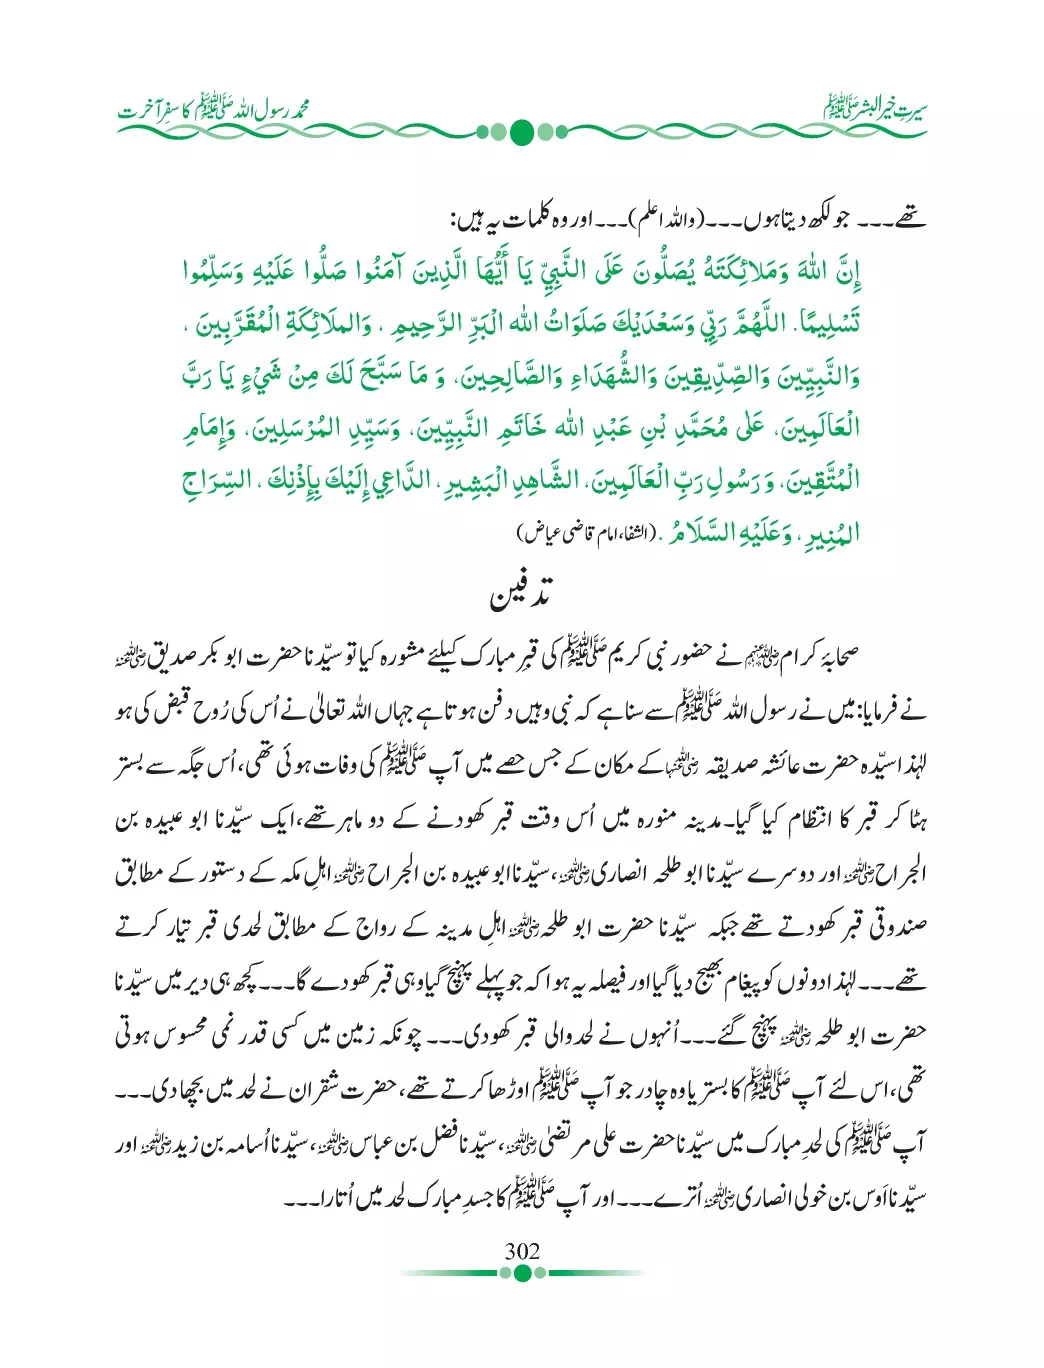 سیرتِ خیر البشر ﷺ
محمد رسول اللہ ﷺ کا سفرِ آخرت
تھے۔۔۔ جو لکھ دیتا ہوں۔۔۔(واللہ اعلم)۔۔۔اور وہ کلمات یہ ہیں:
إِنَّ اللهَ وَمَلائِكَتَهُ يُصَلُّونَ عَلَى النَّبِيِّ يَا أَيُّهَا الَّذِينَ آمَنُوا صَلُّوا عَلَيْهِ وَسَلِّمُوا
تَسْلِيمًا. اللَّهُمَّ رَبِّي وَسَعْدَيْكَ صَلَوَاتُ الله الْبَرِّ الرَّحِيمِ ، وَالملَائِكَةِ الْمُقَرَّبِينَ ،
وَالنَّبِيِّينَ وَالصِّدِّيقِينَ وَالشُّهَدَاءِ وَالصَّالِحِينَ، وَ مَا سَبَّحَ لَكَ مِنْ شَيْءٍ يَا رَبَّ
الْعَالَمِينَ، عَلٰى مُحَمَّدِ بْنِ عَبْدِ الله خَاتَمِ النَّبِيِّينَ، وَسَيِّدِ المُرْسَلِينَ، وَإِمَامِ
الْمُتَّقِينَ، وَ رَسُولِ رَبِّ الْعَالَمِينَ، الشَّاهِدِ الْبَشِيرِ، الدَّاعِي إِلَيْكَ بِإِذْنِكَ ، السِّرَاجِ
المُنِيرِ، وَعَلَيْهِ السَّلَامُ .(الشفا،امام قاضی عیاض)
تدفین
صحابۂ کرام رضی اللہ عنہم نے حضور نبی کریم ﷺ کی قبرِ مبارک کیلئے مشورہ کیا تو سیّدنا حضرت ابو بکر صدیق رضی اللہ عنہ
نے فرمایا: میں نے رسول اللہ ﷺ سے سنا ہے کہ نبی وہیں دفن ہوتا ہے جہاں اللہ تعالیٰ نے اُس کی رُوح قبض کی ہو
لہٰذا سیّدہ حضرت عائشہ صدیقہ رضی اللہ عنہا کے مکان کے جس حصے میں آپ ﷺ کی وفات ہوئی تھی، اُس جگہ سے بستر
ہٹا کر قبر کا انتظام کیا گیا۔ مدینہ منورہ میں اُس وقت قبر کھودنے کے دو ماہر تھے، ایک سیّدنا ابو عبیدہ بن
الجراح رضی اللہ عنہ اور دوسرے سیّدنا ابو طلحہ انصاری رضی اللہ عنہ، سیّدنا ابو عبیدہ بن الجراح رضی اللہ عنہ اہلِ مکہ کے دستور کے مطابق
صندوقی قبر کھودتے تھے جبکہ سیّدنا حضرت ابو طلحہ رضی اللہ عنہ اہلِ مدینہ کے رواج کے مطابق لحدی قبر تیّار کرتے
تھے۔۔۔ لہٰذا دونوں کو پیغام بھیج دیا گیا اور فیصلہ یہ ہوا کہ جو پہلے پہنچ گیا وہی قبر کھودے گا۔۔۔ کچھ ہی دیر میں سیّدنا
حضرت ابو طلحہ رضی اللہ عنہ پہنچ گئے۔۔۔ اُنہوں نے لحد والی قبر کھودی۔۔۔ چونکہ زمین میں کسی قدر نمی محسوس ہوتی
تھی، اس لئے آپ ﷺ کا بستر یا وہ چادر جو آپ ﷺ اوڑھا کرتے تھے، حضرت شقران نے لحد میں بچھا دی۔۔۔
آپ ﷺ کی لحدِ مبارک میں سیّدنا حضرت علی مرتضیٰ رضی اللہ عنہ، سیّدنا فضل بن عباس رضی اللہ عنہ، سیّدنا اُسامہ بن زید رضی اللہ عنہ اور
سیّدنا اَوس بن خولی انصاری رضی اللہ عنہ اُترے۔۔۔ اور آپ ﷺ کا جسدِ مبارک لحد میں اُتارا۔۔۔
302